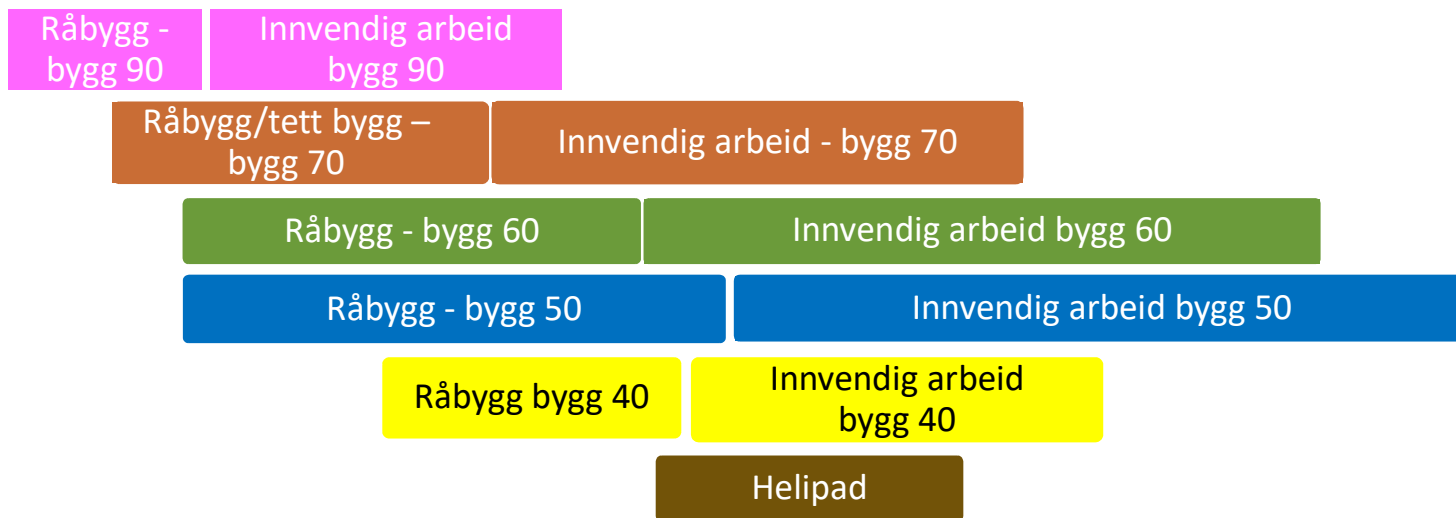 Råbygg -
bygg 90
Innvendig arbeid
bygg 90
Råbygg/tett bygg –
bygg 70
Innvendig arbeid - bygg 70
Råbygg - bygg 60
Innvendig arbeid bygg 60
Råbygg - bygg 50
Innvendig arbeid bygg 50
Råbygg bygg 40
Innvendig arbeid
bygg 40
Helipad